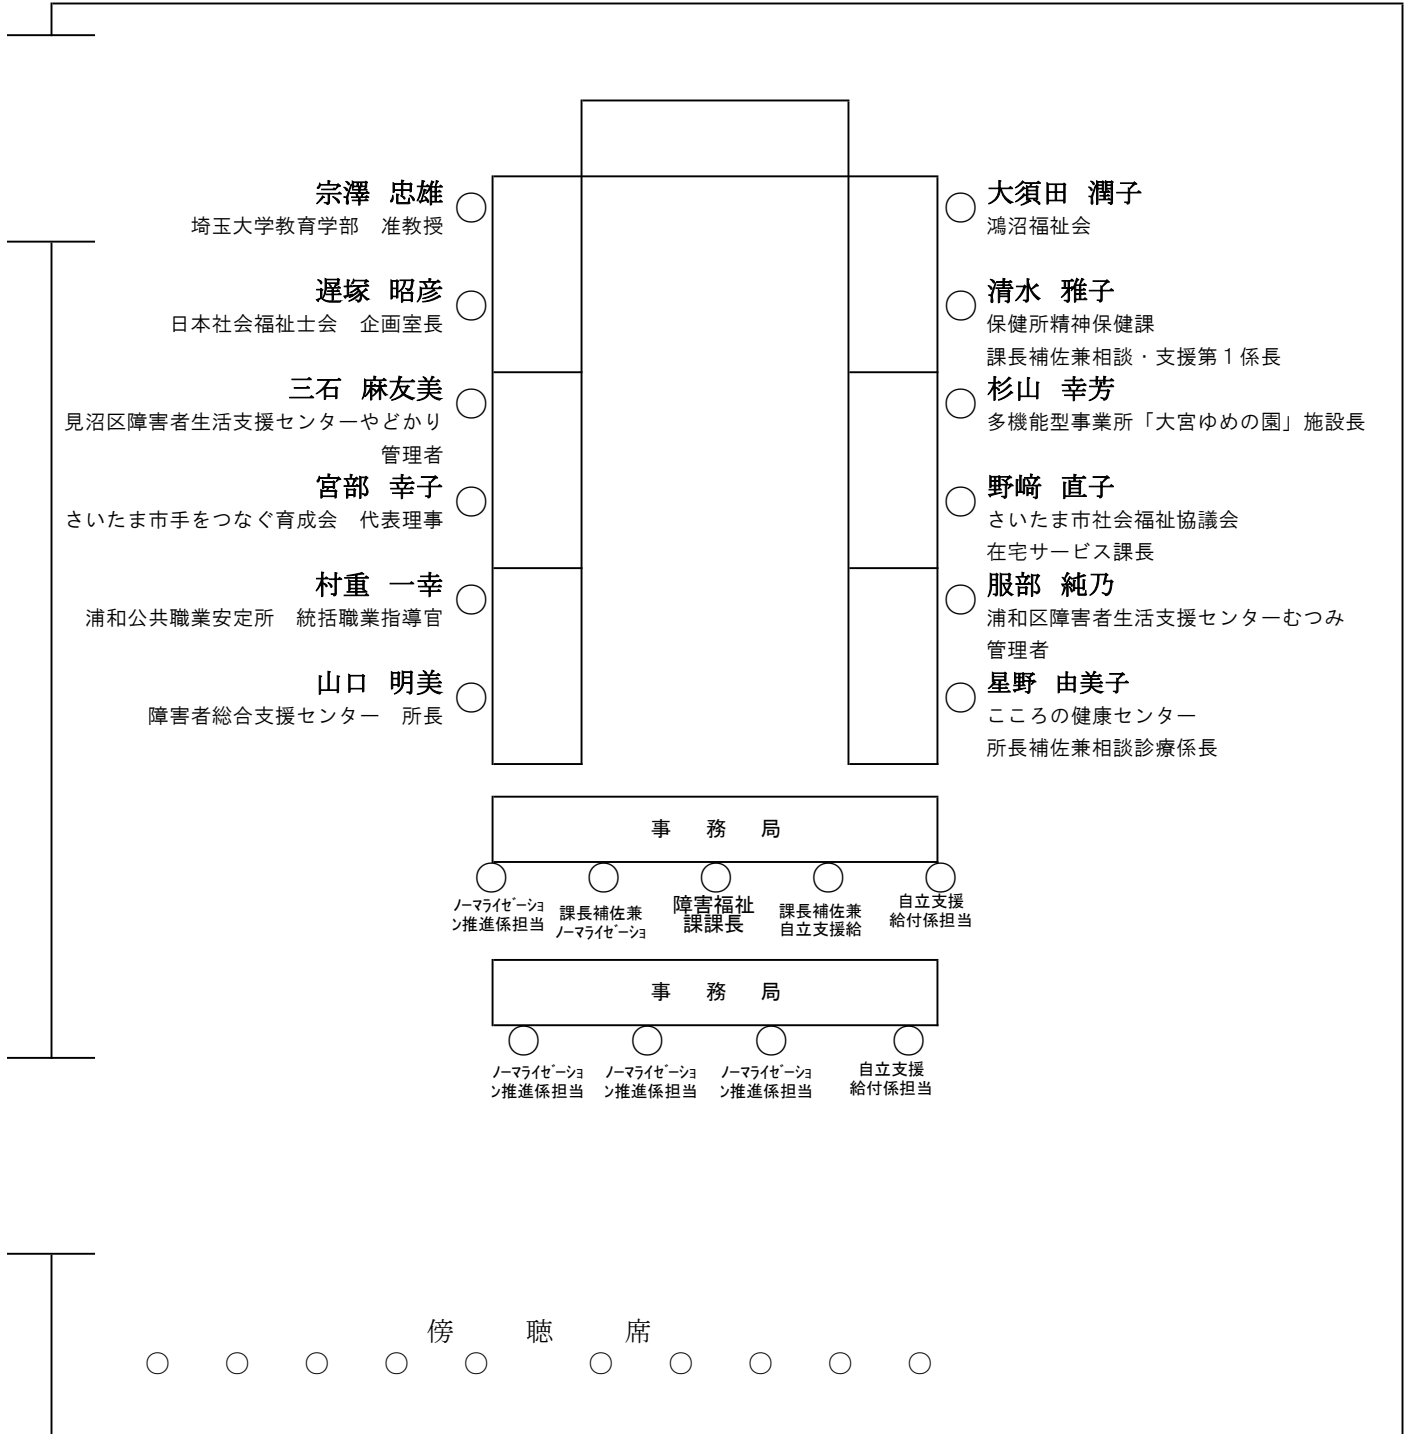 宗澤　忠雄
埼玉大学教育学部　准教授
遅塚　昭彦
日本社会福祉士会　企画室長
三石　麻友美
見沼区障害者生活支援センターやどかり
管理者
宮部　幸子
さいたま市手をつなぐ育成会　代表理事
村重　一幸
浦和公共職業安定所　統括職業指導官
山口　明美
障害者総合支援センター　所長
大須田　潤子
鴻沼福祉会
清水　雅子
保健所精神保健課
課長補佐兼相談・支援第１係長
杉山　幸芳
多機能型事業所「大宮ゆめの園」施設長
野﨑　直子
さいたま市社会福祉協議会
在宅サービス課長
服部　純乃
浦和区障害者生活支援センターむつみ
管理者
星野　由美子
こころの健康センター
所長補佐兼相談診療係長
事　務　局
ﾉｰﾏﾗｲｾﾞｰｼｮ
ﾝ推進係担当
課長補佐兼
ﾉｰﾏﾗｲｾﾞｰｼｮ
障害福祉
課課長
課長補佐兼
自立支援給
自立支援
給付係担当
事　務　局
ﾉｰﾏﾗｲｾﾞｰｼｮ
ﾝ推進係担当
ﾉｰﾏﾗｲｾﾞｰｼｮ
ﾝ推進係担当
ﾉｰﾏﾗｲｾﾞｰｼｮ
ﾝ推進係担当
自立支援
給付係担当
傍　聴　席